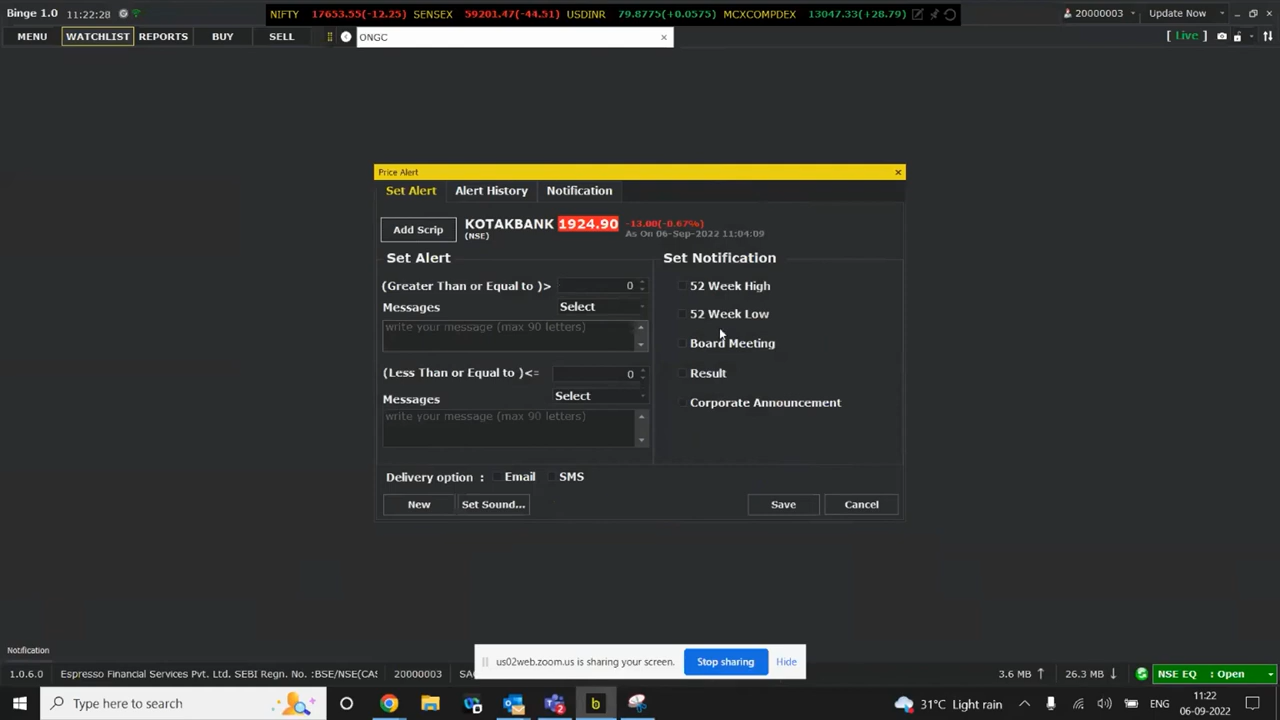 Binge 1.0 11:22:28 NIFTY 17653.55(-12.25) SENSEX 59201.47(-44.51) USDINR 79.8775(+0.0575) MCXCOMPDEX 13047.33(+28.79) 20000003 Update Now
MENU WATCHLIST REPORTS BUY SELL ONGC [ Live ]
Price Alert
Set Alert Alert History Notification
Add Scrip KOTAKBANK 1924.90 -13.00(-0.67%)
(NSE) As On 06-Sep-2022 11:04:09
Set Alert Set Notification
(Greater Than or Equal to )> 0 52 Week High
Messages Select 52 Week Low
write your message (max 90 letters)
Board Meeting
(Less Than or Equal to )<= 0 Result
Messages Select Corporate Announcement
write your message (max 90 letters)
Delivery option : Email SMS
New Set Sound... Save Cancel
Notification
us02web.zoom.us is sharing your screen. Stop sharing Hide
1.0.6.0 Espresso Financial Services Pvt. Ltd. SEBI Regn. No. :BSE/NSE(CAS 20000003 3.6 MB 26.3 MB NSE EQ : Open
Type here to search 31°C Light rain ENG 11:22
06-09-2022